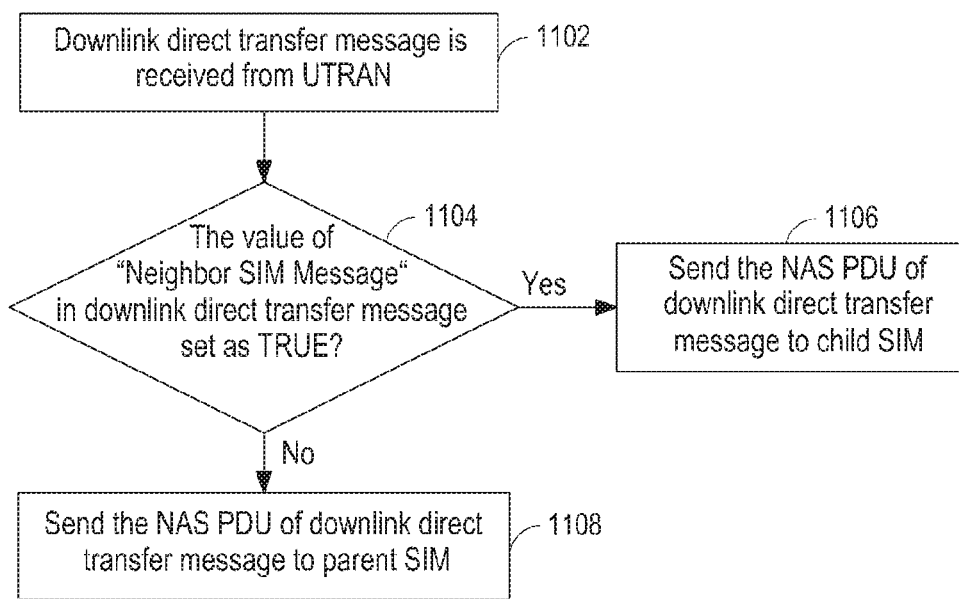 Downlink direct transfer message is
received from UTRAN
1102
The value of
“Neighbor SIM Message“
in downlink direct transfer message
set as TRUE?
1104
Yes
Send the NAS PDU of
downlink direct transfer
message to child SIM
1106
No
Send the NAS PDU of downlink direct
transfer message to parent SIM
1108